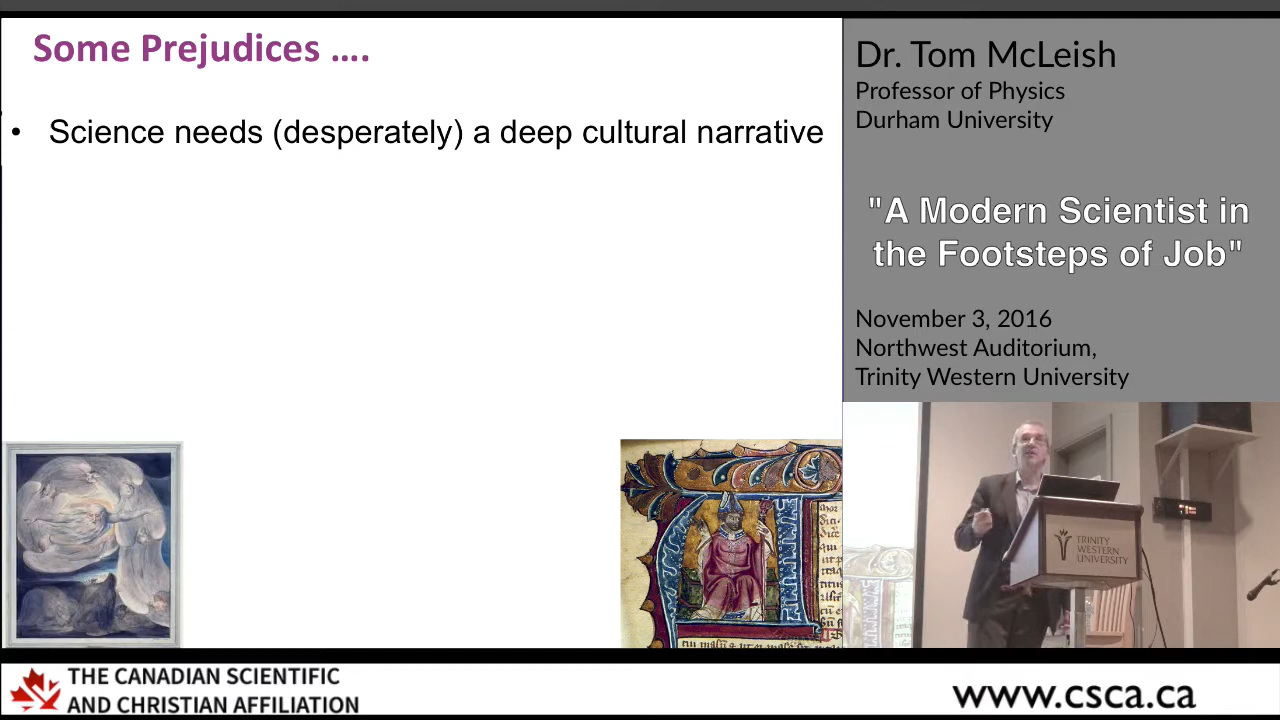 Some Prejudices ....
• Science needs (desperately) a deep cultural narrative
Dr. Tom McLeish
Professor of Physics
Durham University
"A Modern Scientist in
the Footsteps of Job"
November 3, 2016
Northwest Auditorium,
Trinity Western University
TRINITY
WESTERN
UNIVERSITY
THE CANADIAN SCIENTIFIC
AND CHRISTIAN AFFILIATION
www.csca.ca